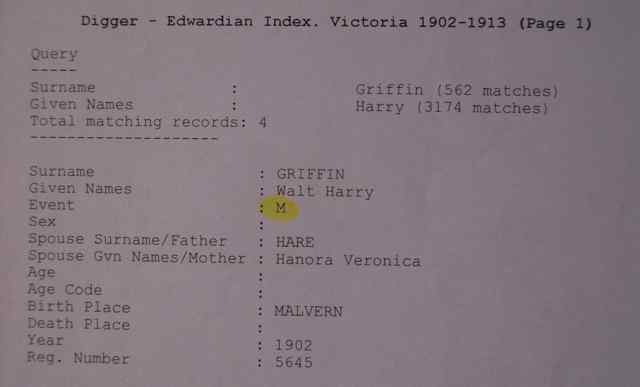 Digger - Edwardian Index. Victoria 1902-1913 (Page 1)
Query
-----
Surname : Griffin (562 matches)
Given Names : Harry (3174 matches)
Total matching records: 4
--------------------
Surname : GRIFFIN
Given Names : Walt Harry
Event : M
Sex :
Spouse Surname/Father : HARE
Spouse Gvn Names/Mother : Hanora Veronica
Age :
Age Code :
Birth Place : MALVERN
Death Place :
Year : 1902
Reg. Number : 5645